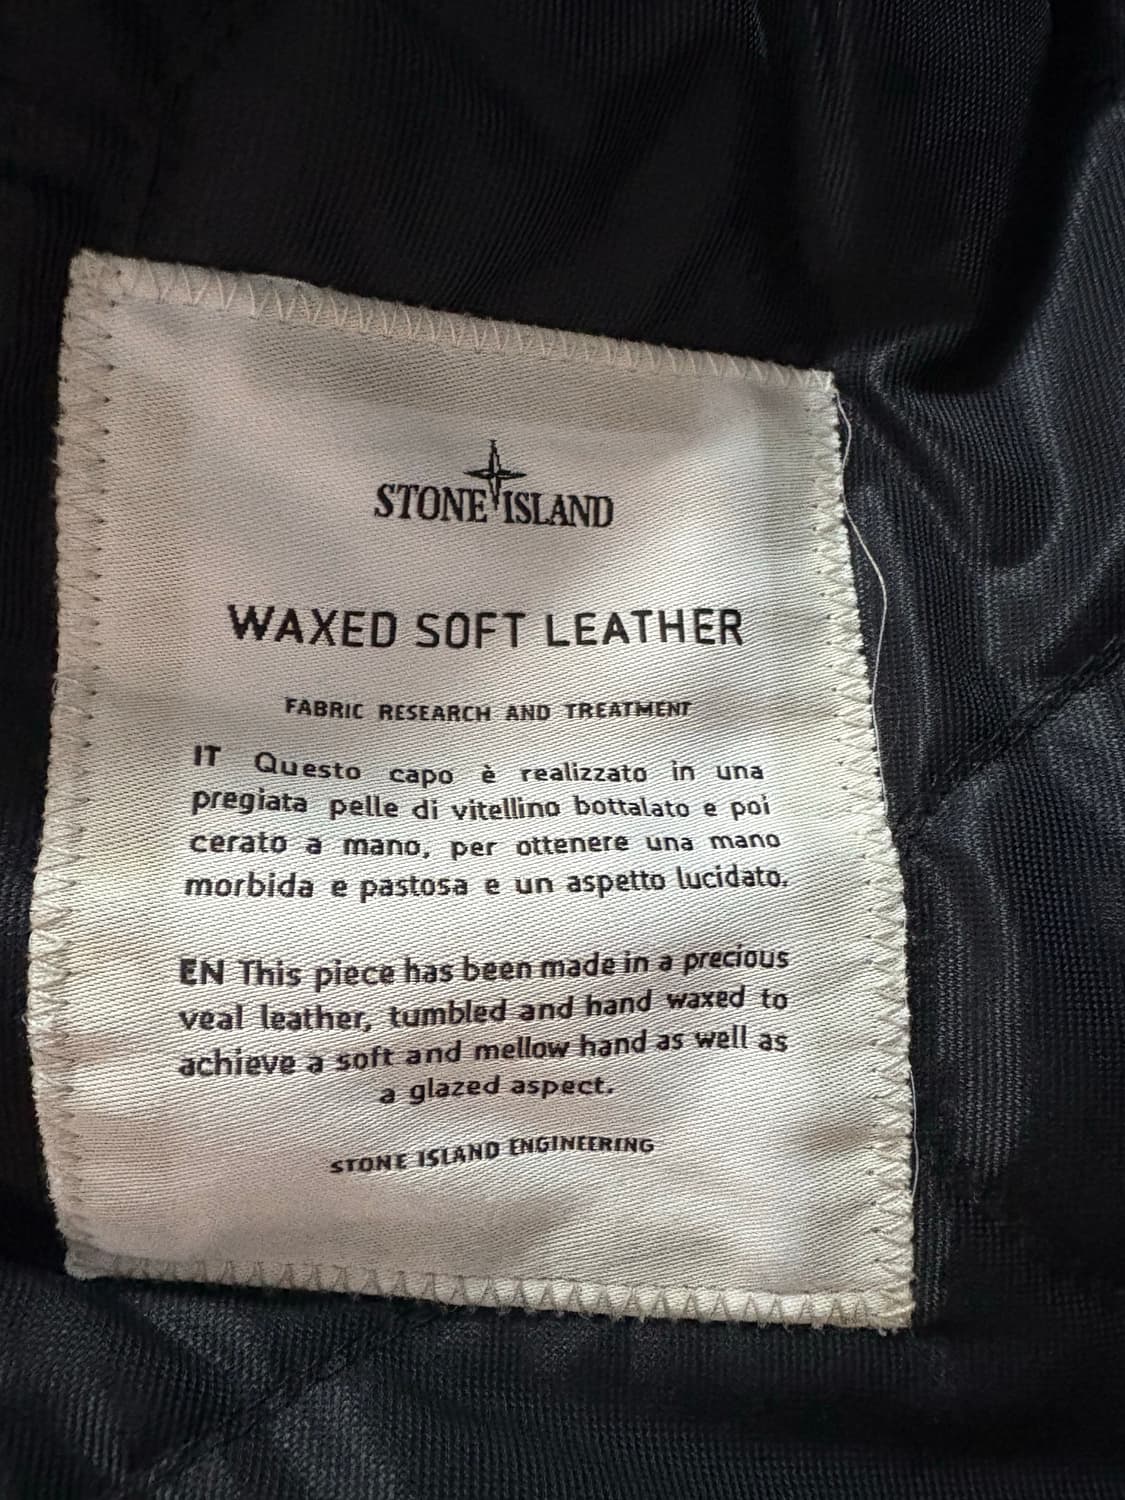 STONE ISLAND
WAXED SOFT LEATHER
FABRIC RESEARCH AND TREATMENT
IT Questo capo è realizzato in una
pregiata pelle di vitellino bottalato e poi
cerato a mano, per ottenere una mano
morbida e pastosa e un aspetto lucidato.
EN This piece has been made in a precious
veal leather, tumbled and hand waxed to
achieve a soft and mellow hand as well as
a glazed aspect.
STONE ISLAND ENGINEERING